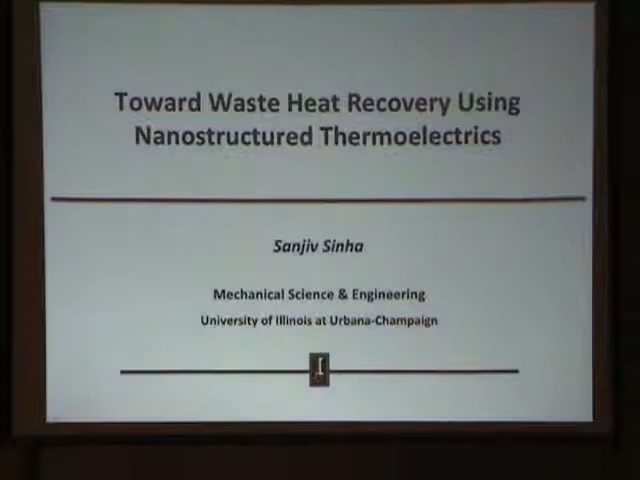 Toward Waste Heat Recovery Using
Nanostructured Thermoelectrics
Sanjiv Sinha
Mechanical Science & Engineering
University of Illinois at Urbana-Champaign
I